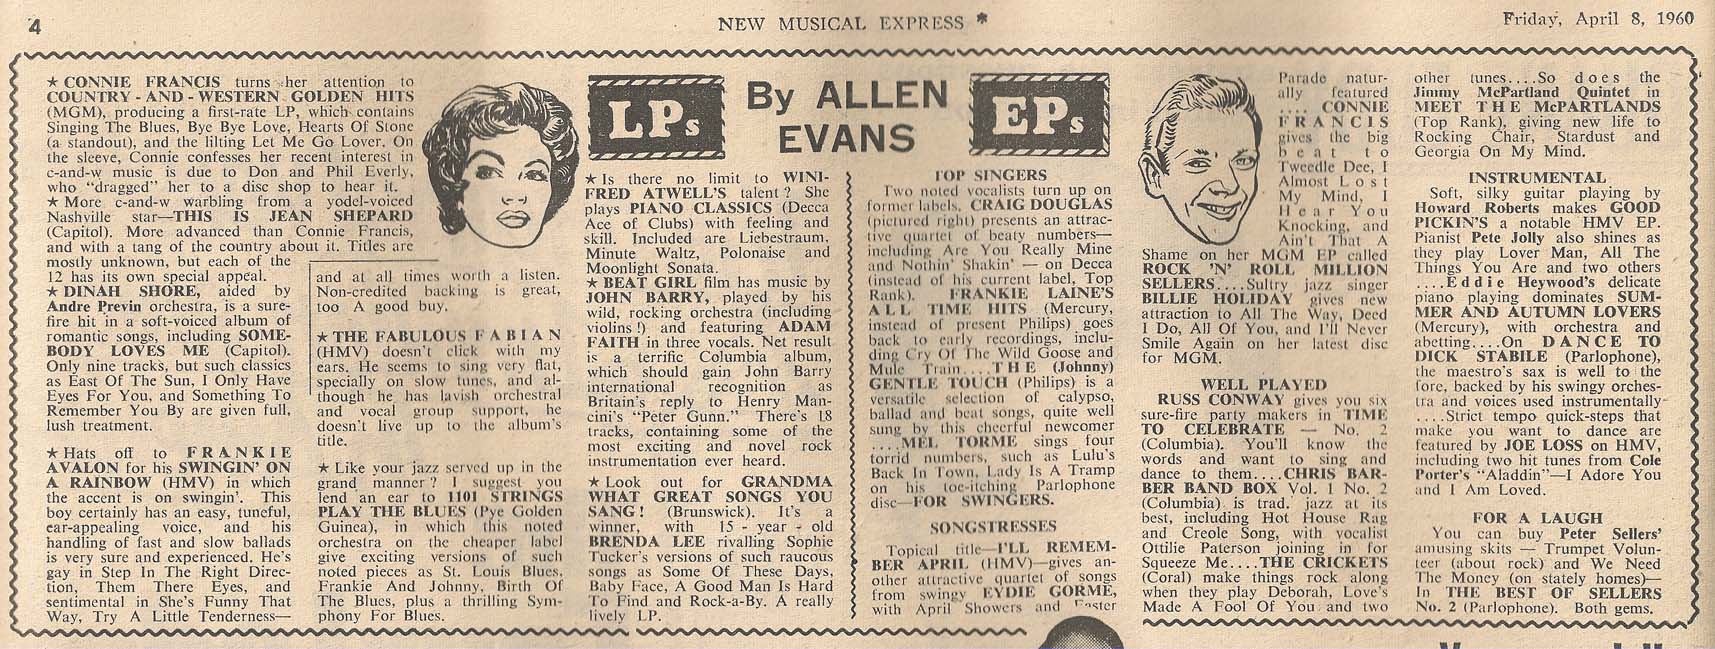 4
NEW MUSICAL EXPRESS *
Friday, April 8, 1960
★ CONNIE FRANCIS turns her attention to
COUNTRY-AND-WESTERN GOLDEN HITS
(MGM), producing a first-rate LP, which contains
Singing The Blues, Bye Bye Love, Hearts Of Stone
(a standout), and the lilting Let Me Go Lover. On
the sleeve, Connie confesses her recent interest in
c-and-w music is due to Don and Phil Everly,
who "dragged" her to a disc shop to hear it.
★ More c-and-w warbling from a yodel-voiced
Nashville star—THIS IS JEAN SHEPARD
(Capitol). More advanced than Connie Francis,
and with a tang of the country about it. Titles are
mostly unknown, but each of the
12 has its own special appeal.
★ DINAH SHORE, aided by
Andre Previn orchestra, is a sure-
fire hit in a soft-voiced album of
romantic songs, including SOME-
BODY LOVES ME (Capitol).
Only nine tracks, but such classics
as East Of The Sun, I Only Have
Eyes For You, and Something To
Remember You By are given full,
lush treatment.
★ Hats off to FRANKIE
AVALON for his SWINGIN' ON
A RAINBOW (HMV) in which
the accent is on swingin'. This
boy certainly has an easy, tuneful,
ear-appealing voice, and his
handling of fast and slow ballads
is very sure and experienced. He's
gay in Step In The Right Direc-
tion, Them There Eyes, and
sentimental in She's Funny That
Way, Try A Little Tenderness—
and at all times worth a listen.
Non-credited backing is great,
too A good buy.
★ THE FABULOUS FABIAN
(HMV) doesn't click with my
ears. He seems to sing very flat,
specially on slow tunes, and al-
though he has lavish orchestral
and vocal group support, he
doesn't live up to the album's
title.
★ Like your jazz served up in the
grand manner? I suggest you
lend an ear to 1101 STRINGS
PLAY THE BLUES (Pye Golden
Guinea), in which this noted
orchestra on the cheaper label
give exciting versions of such
noted pieces as St. Louis Blues,
Frankie And Johnny, Birth Of
The Blues, plus a thrilling Sym-
phony For Blues.
LPs
By ALLEN
EVANS
EPs
★ Is there no limit to WINI-
FRED ATWELL'S talent? She
plays PIANO CLASSICS (Decca
Ace of Clubs) with feeling and
skill. Included are Liebestraum,
Minute Waltz, Polonaise and
Moonlight Sonata.
★ BEAT GIRL film has music by
JOHN BARRY, played by his
wild, rocking orchestra (including
violins!) and featuring ADAM
FAITH in three vocals. Net result
is a terrific Columbia album,
which should gain John Barry
international recognition as
Britain's reply to Henry Man-
cini's "Peter Gunn." There's 18
tracks, containing some of the
most exciting and novel rock
instrumentation ever heard.
★ Look out for GRANDMA
WHAT GREAT SONGS YOU
SANG! (Brunswick). It's a
winner, with 15-year-old
BRENDA LEE rivalling Sophie
Tucker's versions of such raucous
songs as Some Of These Days,
Baby Face, A Good Man Is Hard
To Find and Rock-a-By. A really
lively LP.
TOP SINGERS
Two noted vocalists turn up on
former labels. CRAIG DOUGLAS
(pictured right) presents an attrac-
tive quartet of beaty numbers—
including Are You Really Mine
and Nothin' Shakin' — on Decca
(instead of his current label, Top
Rank). FRANKIE LAINE'S
ALL TIME HITS (Mercury,
instead of present Philips) goes
back to early recordings, inclu-
ding Cry Of The Wild Goose and
Mule Train....THE (Johnny)
GENTLE TOUCH (Philips) is a
versatile selection of calypso,
ballad and beat songs, quite well
sung by this cheerful newcomer
....MEL TORME sings four
torrid numbers, such as Lulu's
Back In Town, Lady Is A Tramp
on his toe-itching Parlophone
disc—FOR SWINGERS.
SONGSTRESSES
Topical title—I'LL REMEM-
BER APRIL (HMV)—gives an-
other attractive quartet of songs
from swingy EYDIE GORME,
with April Showers and Easter
Parade natur-
ally featured
.... CONNIE
FRANCIS
gives the big
beat to
Tweedle Dee, I
Almost Lost
My Mind, I
Hear You
Knocking, and
Ain't That A
Shame on her MGM EP called
ROCK 'N' ROLL MILLION
SELLERS....Sultry jazz singer
BILLIE HOLIDAY gives new
attraction to All The Way, Deed
I Do, All Of You, and I'll Never
Smile Again on her latest disc
for MGM.
WELL PLAYED
RUSS CONWAY gives you six
sure-fire party makers in TIME
TO CELEBRATE — No. 2
(Columbia). You'll know the
words and want to sing and
dance to them....CHRIS BAR-
BER BAND BOX Vol. 1 No. 2
(Columbia) is trad. jazz at its
best, including Hot House Rag
and Creole Song, with vocalist
Ottilie Paterson joining in for
Squeeze Me....THE CRICKETS
(Coral) make things rock along
when they play Deborah, Love's
Made A Fool Of You and two
other tunes....So does the
Jimmy McPartland Quintet in
MEET THE McPARTLANDS
(Top Rank), giving new life to
Rocking Chair, Stardust and
Georgia On My Mind.
INSTRUMENTAL
Soft, silky guitar playing by
Howard Roberts makes GOOD
PICKIN'S a notable HMV EP.
Pianist Pete Jolly also shines as
they play Lover Man, All The
Things You Are and two others
....Eddie Heywood's delicate
piano playing dominates SUM-
MER AND AUTUMN LOVERS
(Mercury), with orchestra and
abetting....On DANCE TO
DICK STABILE (Parlophone),
the maestro's sax is well to the
fore, backed by his swingy orches-
tra and voices used instrumentally
....Strict tempo quick-steps that
make you want to dance are
featured by JOE LOSS on HMV,
including two hit tunes from Cole
Porter's "Aladdin"—I Adore You
and I Am Loved.
FOR A LAUGH
You can buy Peter Sellers'
amusing skits — Trumpet Volun-
teer (about rock) and We Need
The Money (on stately homes)—
In THE BEST OF SELLERS
No. 2 (Parlophone). Both gems.